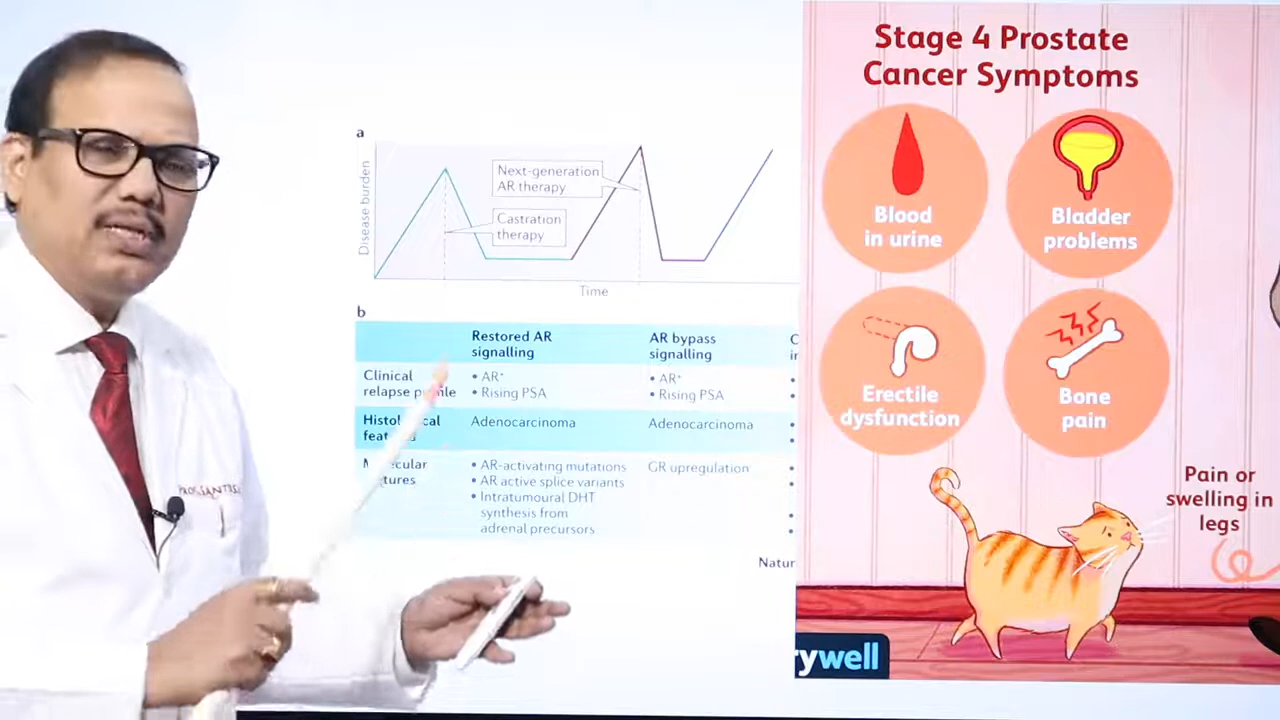 a
Disease burden
Next-generation
AR therapy
Castration
therapy
Time
b
Restored AR
signalling
AR bypass
signalling
Clinical
relapse
• AR⁺
• Rising PSA
• AR⁺
• Rising PSA
Adenocarcinoma
Adenocarcinoma
• AR-activating mutations
• AR active splice variants
• Intratumoural DHT
synthesis from
adrenal precursors
GR upregulation
Natur
Stage 4 Prostate
Cancer Symptoms
Blood
in urine
Bladder
problems
Erectile
dysfunction
Bone
pain
Pain or
swelling in
legs
rywell